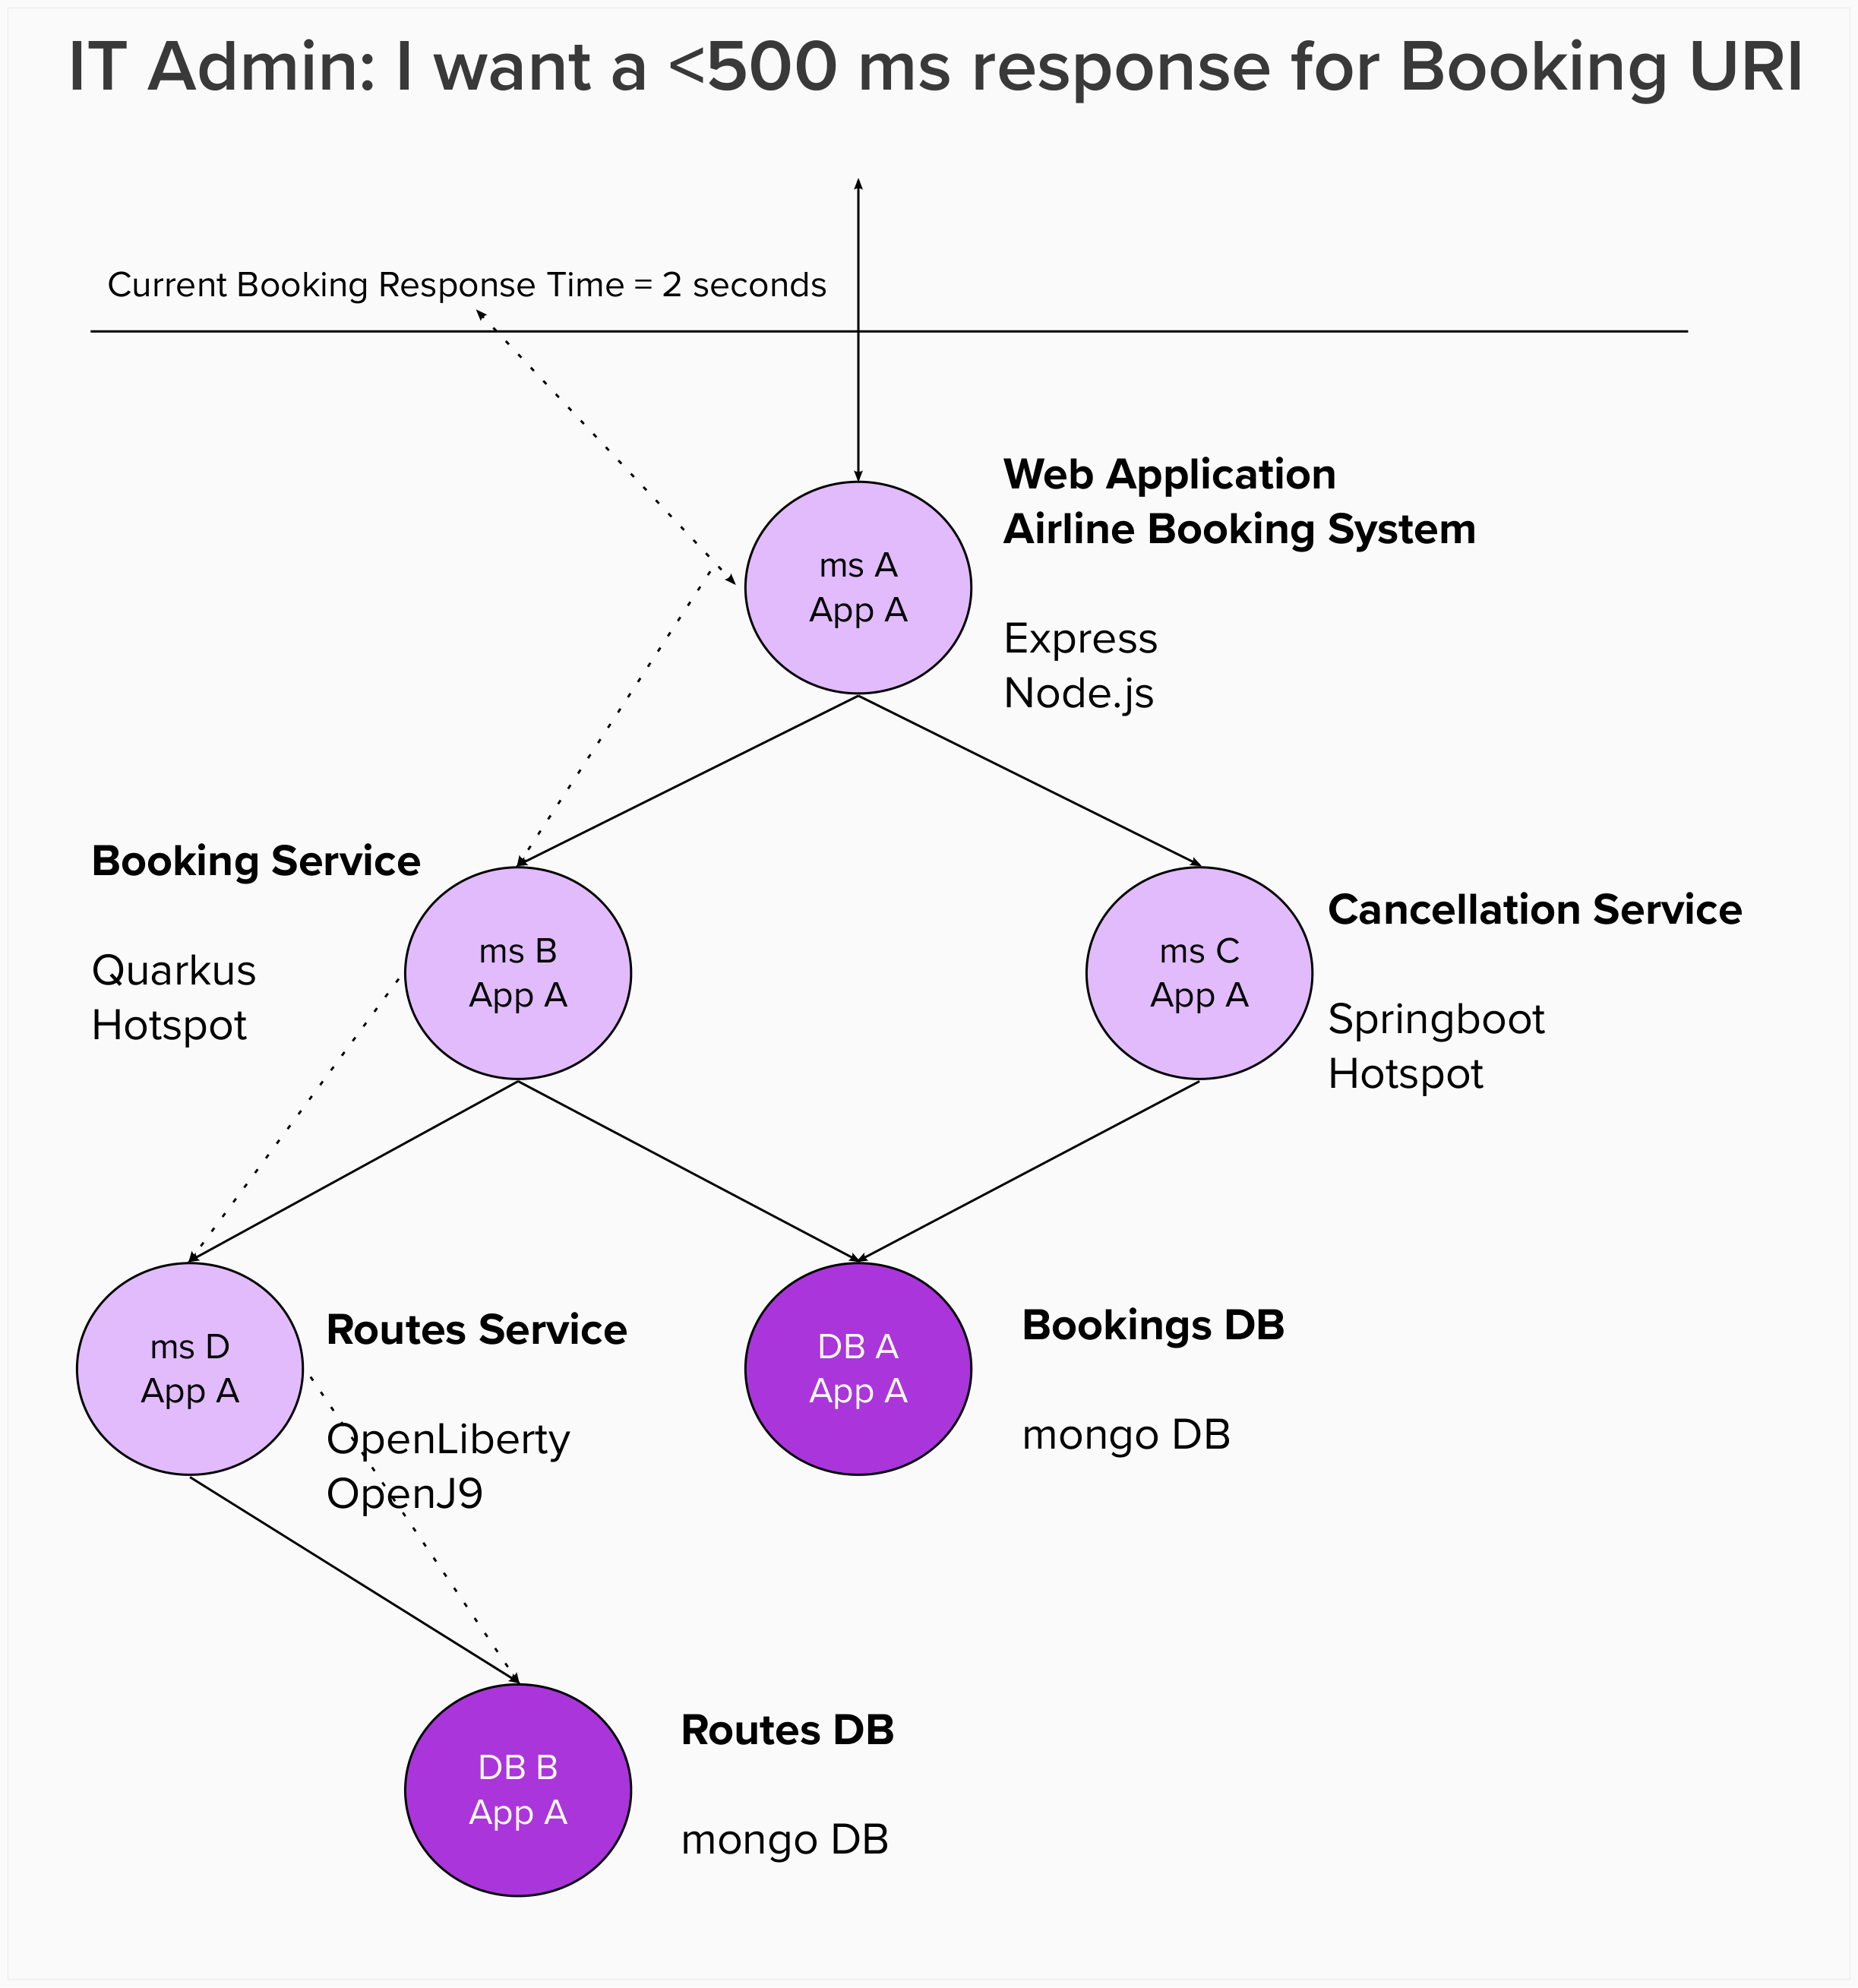 IT Admin: I want a <500 ms response for Booking URI
Current Booking Response Time = 2 seconds
Web Application
Airline Booking System
Express
Node.js
ms A
App A
Booking Service
Quarkus
Hotspot
ms B
App A
ms C
App A
Cancellation Service
Springboot
Hotspot
ms D
App A
Routes Service
OpenLiberty
OpenJ9
DB A
App A
Bookings DB
mongo DB
DB B
App A
Routes DB
mongo DB